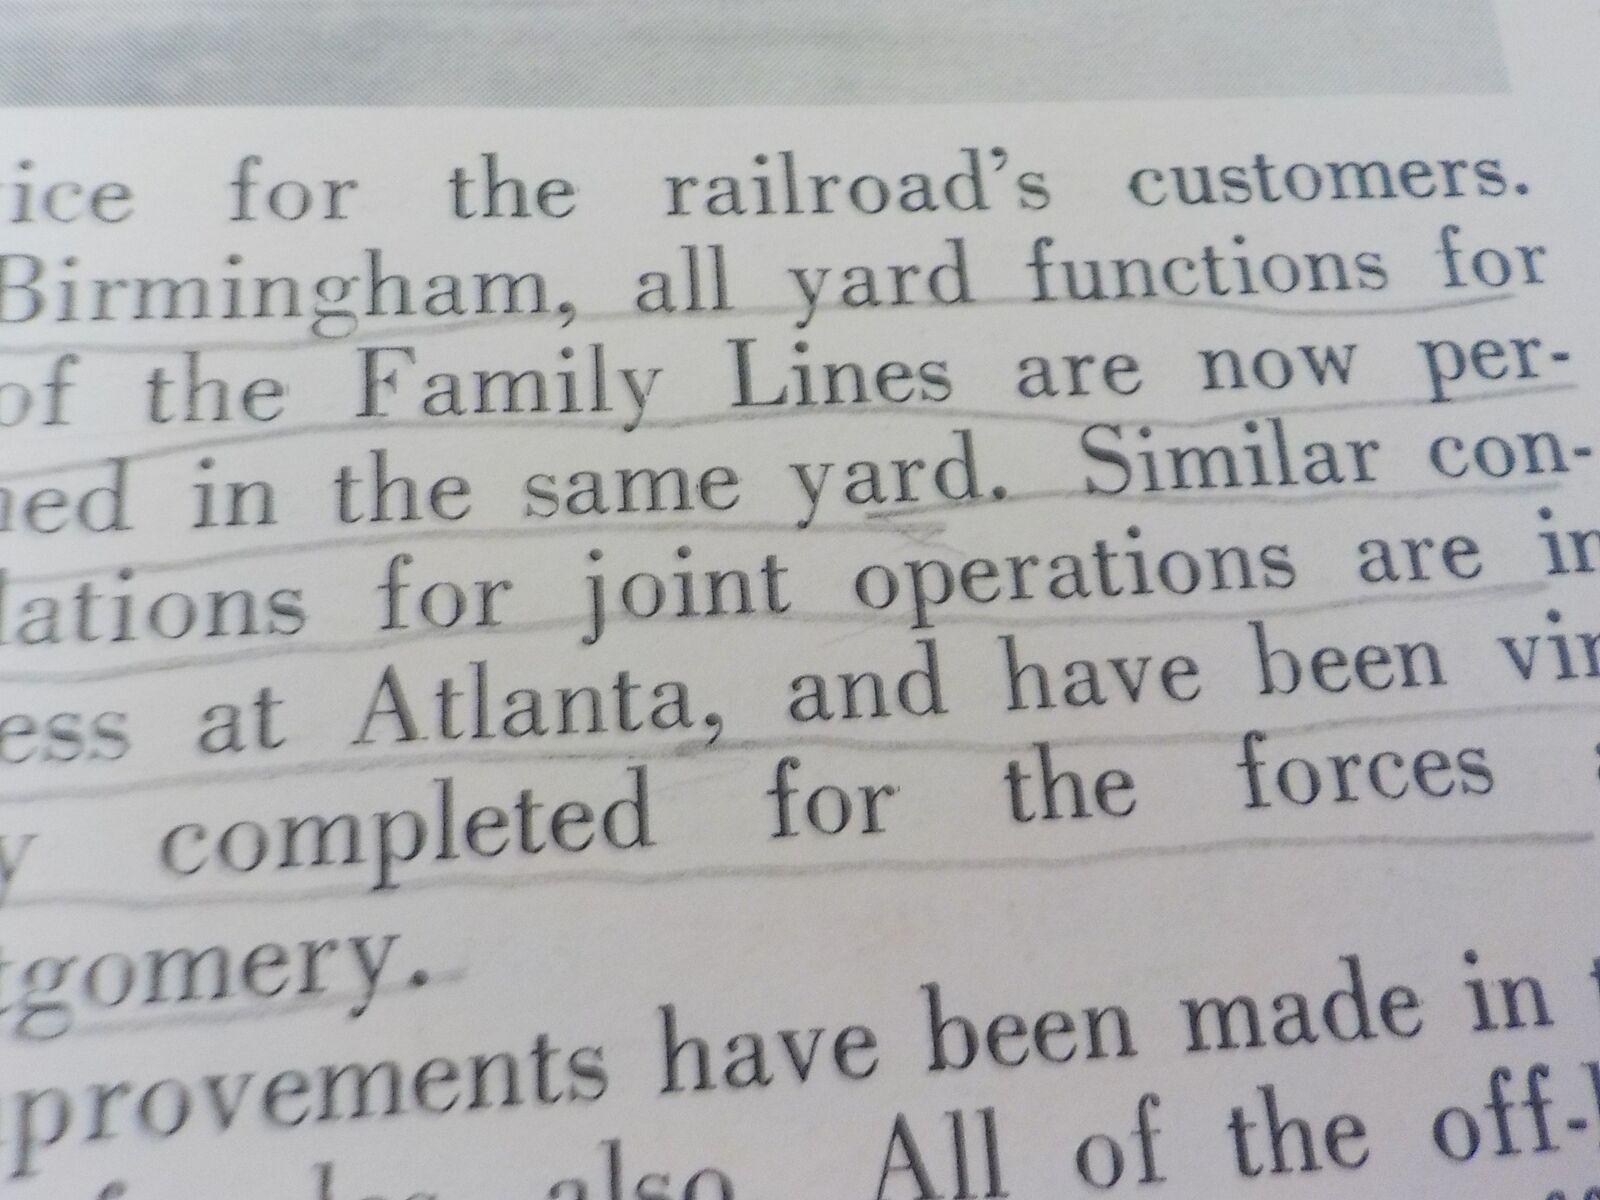 ice for the railroad's customers.
Birmingham, all yard functions for
of the Family Lines are now per-
ned in the same yard. Similar con-
lations for joint operations are in
ess at Atlanta, and have been vir
y completed for the forces
tgomery.
provements have been made in
also. All of the off-